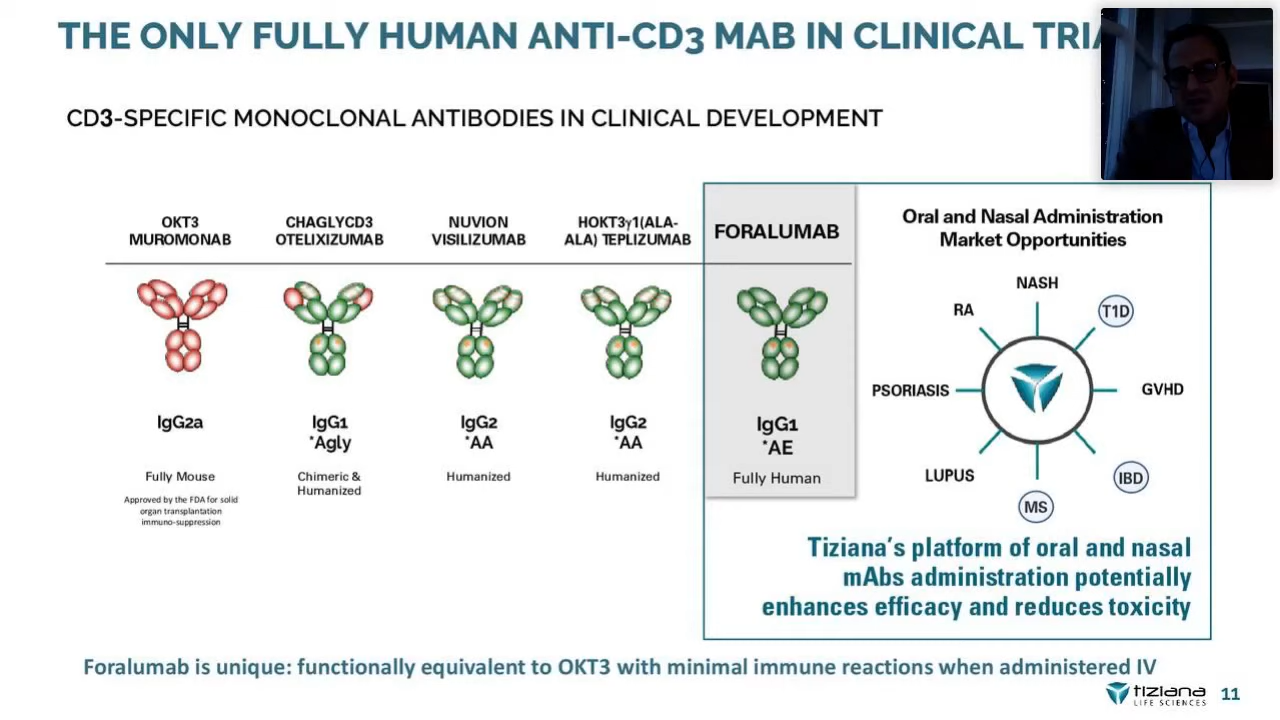 THE ONLY FULLY HUMAN ANTI-CD3 MAB IN CLINICAL
CD3-SPECIFIC MONOCLONAL ANTIBODIES IN CLINICAL DEVELOPMENT
OKT3
MUROMONAB
CHAGLYCD3
OTELIXIZUMAB
NUVION
VISILIZUMAB
HOKT3γ1(ALA-
ALA) TEPLIZUMAB
FORALUMAB
IgG2a
IgG1
*Agly
IgG2
*AA
IgG2
*AA
IgG1
*AE
Fully Mouse
Approved by the FDA for solid
organ transplantation
immuno-suppression
Chimeric &
Humanized
Humanized
Humanized
Fully Human
Oral and Nasal Administration
Market Opportunities
NASH
RA
T1D
PSORIASIS
GVHD
LUPUS
IBD
MS
Tiziana's platform of oral and nasal
mAbs administration potentially
enhances efficacy and reduces toxicity
Foralumab is unique: functionally equivalent to OKT3 with minimal immune reactions when administered IV
tiziana
LIFE SCIENCES
11